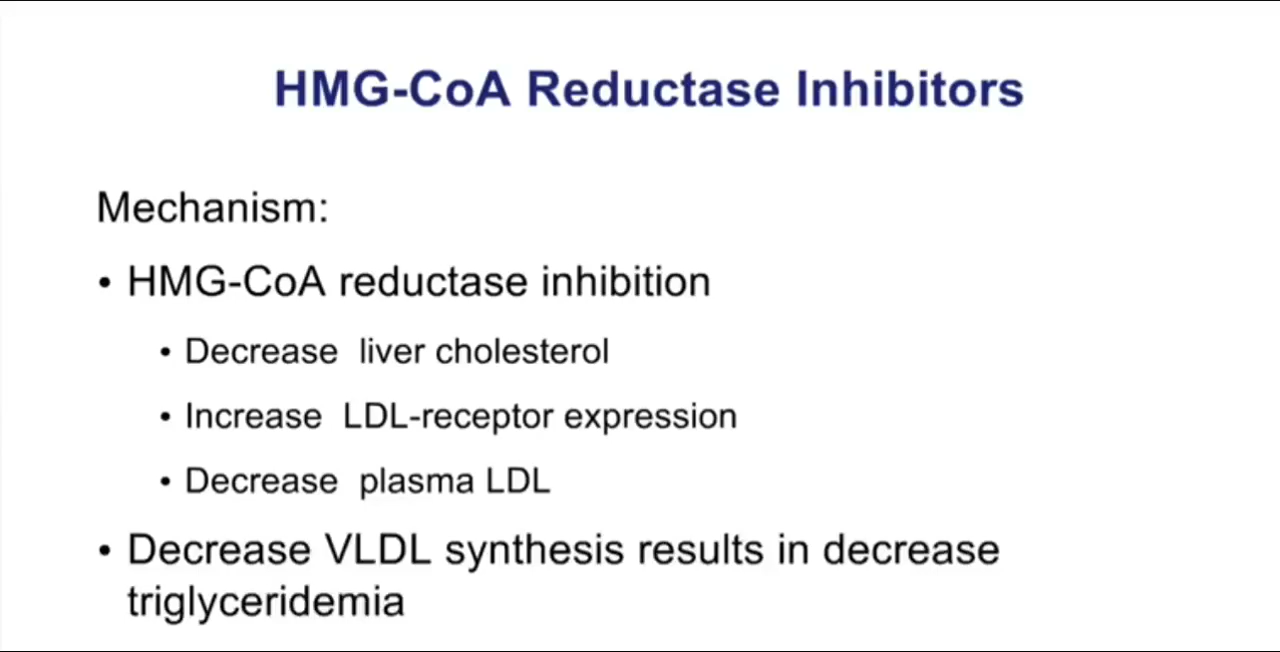 HMG-CoA Reductase Inhibitors
Mechanism:
• HMG-CoA reductase inhibition
• Decrease  liver cholesterol
• Increase  LDL-receptor expression
• Decrease  plasma LDL
• Decrease VLDL synthesis results in decrease
triglyceridemia